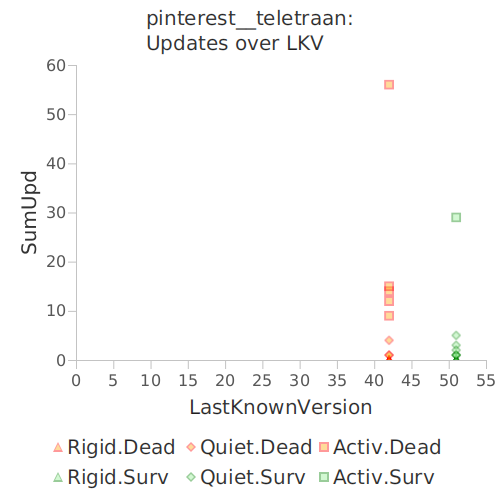 pinterest__teletraan:
Updates over LKV
60
50
40
30
20
10
0
SumUpd
0 5 10 15 20 25 30 35 40 45 50 55
LastKnownVersion
Rigid.Dead Quiet.Dead Activ.Dead
Rigid.Surv Quiet.Surv Activ.Surv